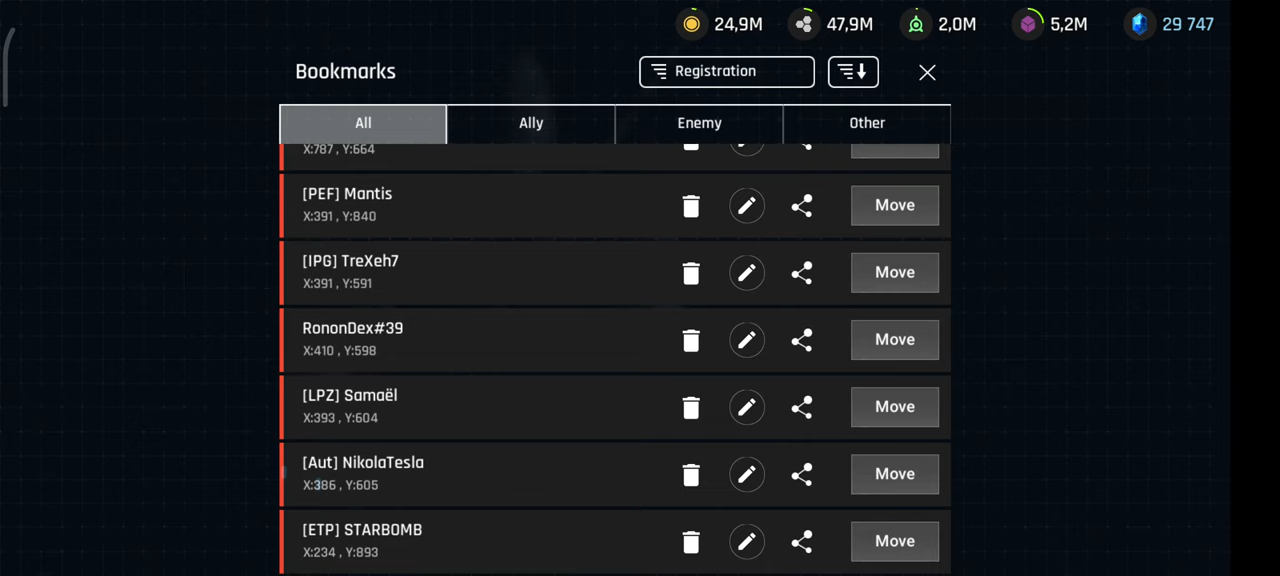 24,9M 47,9M 2,0M 5,2M 29 747
Bookmarks Registration
All Ally Enemy Other
X:787 , Y:664
[PEF] Mantis
X:391 , Y:840
Move
[IPG] TreXeh7
X:391 , Y:591
Move
RononDex#39
X:410 , Y:598
Move
[LPZ] Samaël
X:393 , Y:604
Move
[Aut] NikolaTesla
X:386 , Y:605
Move
[ETP] STARBOMB
X:234 , Y:893
Move